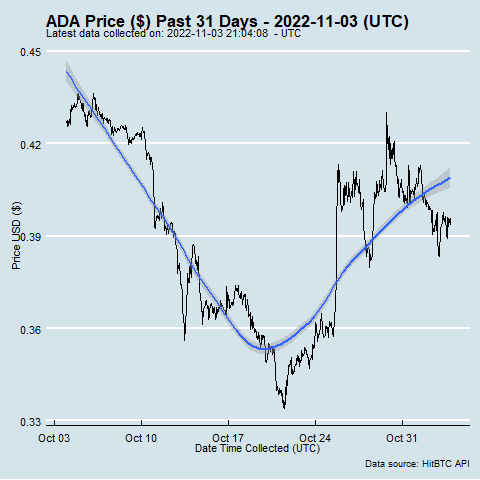 ADA Price ($) Past 31 Days - 2022-11-03 (UTC)
Latest data collected on: 2022-11-03 21:04:08  - UTC
0.45
0.42
0.39
0.36
0.33
Price USD ($)
Oct 03
Oct 10
Oct 17
Oct 24
Oct 31
Date Time Collected (UTC)
Data source: HitBTC API